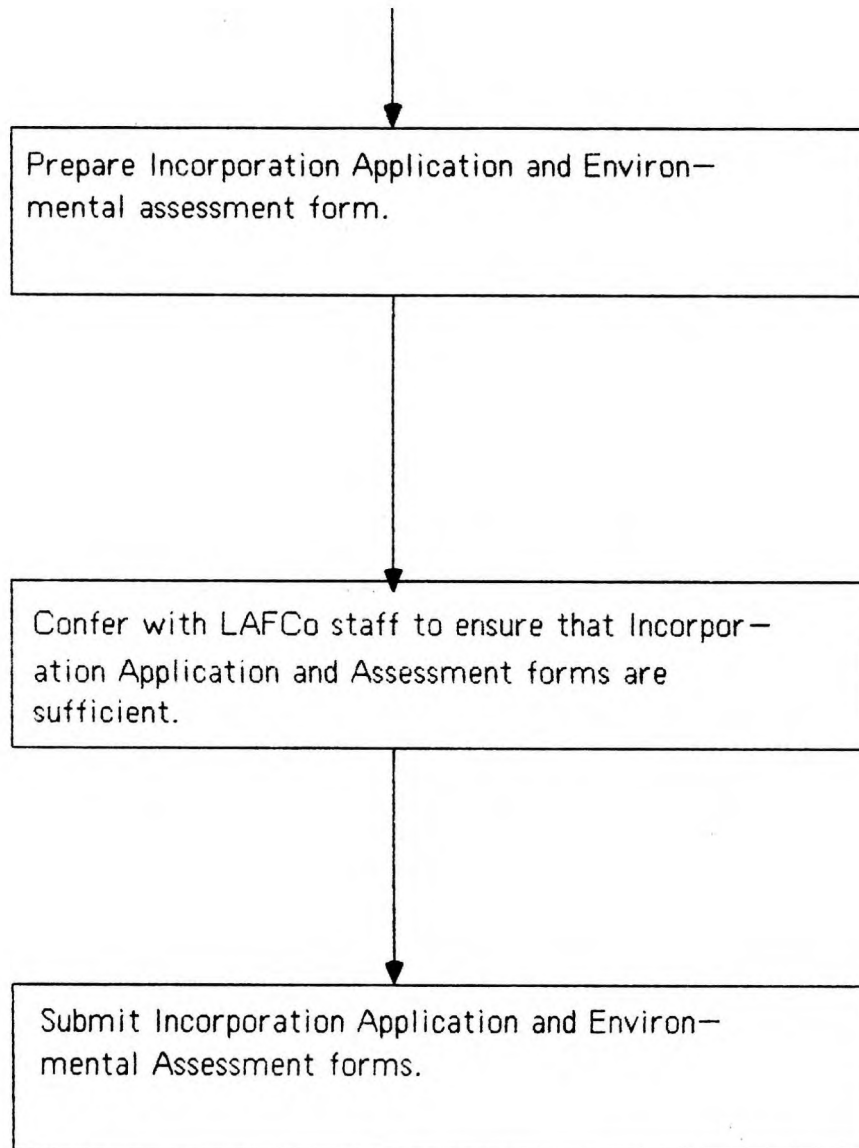 Prepare Incorporation Application and Environ—
mental assessment form.
Confer with LAFCo staff to ensure that Incorpor—
ation Application and Assessment forms are
sufficient.
Submit Incorporation Application and Environ—
mental Assessment forms.